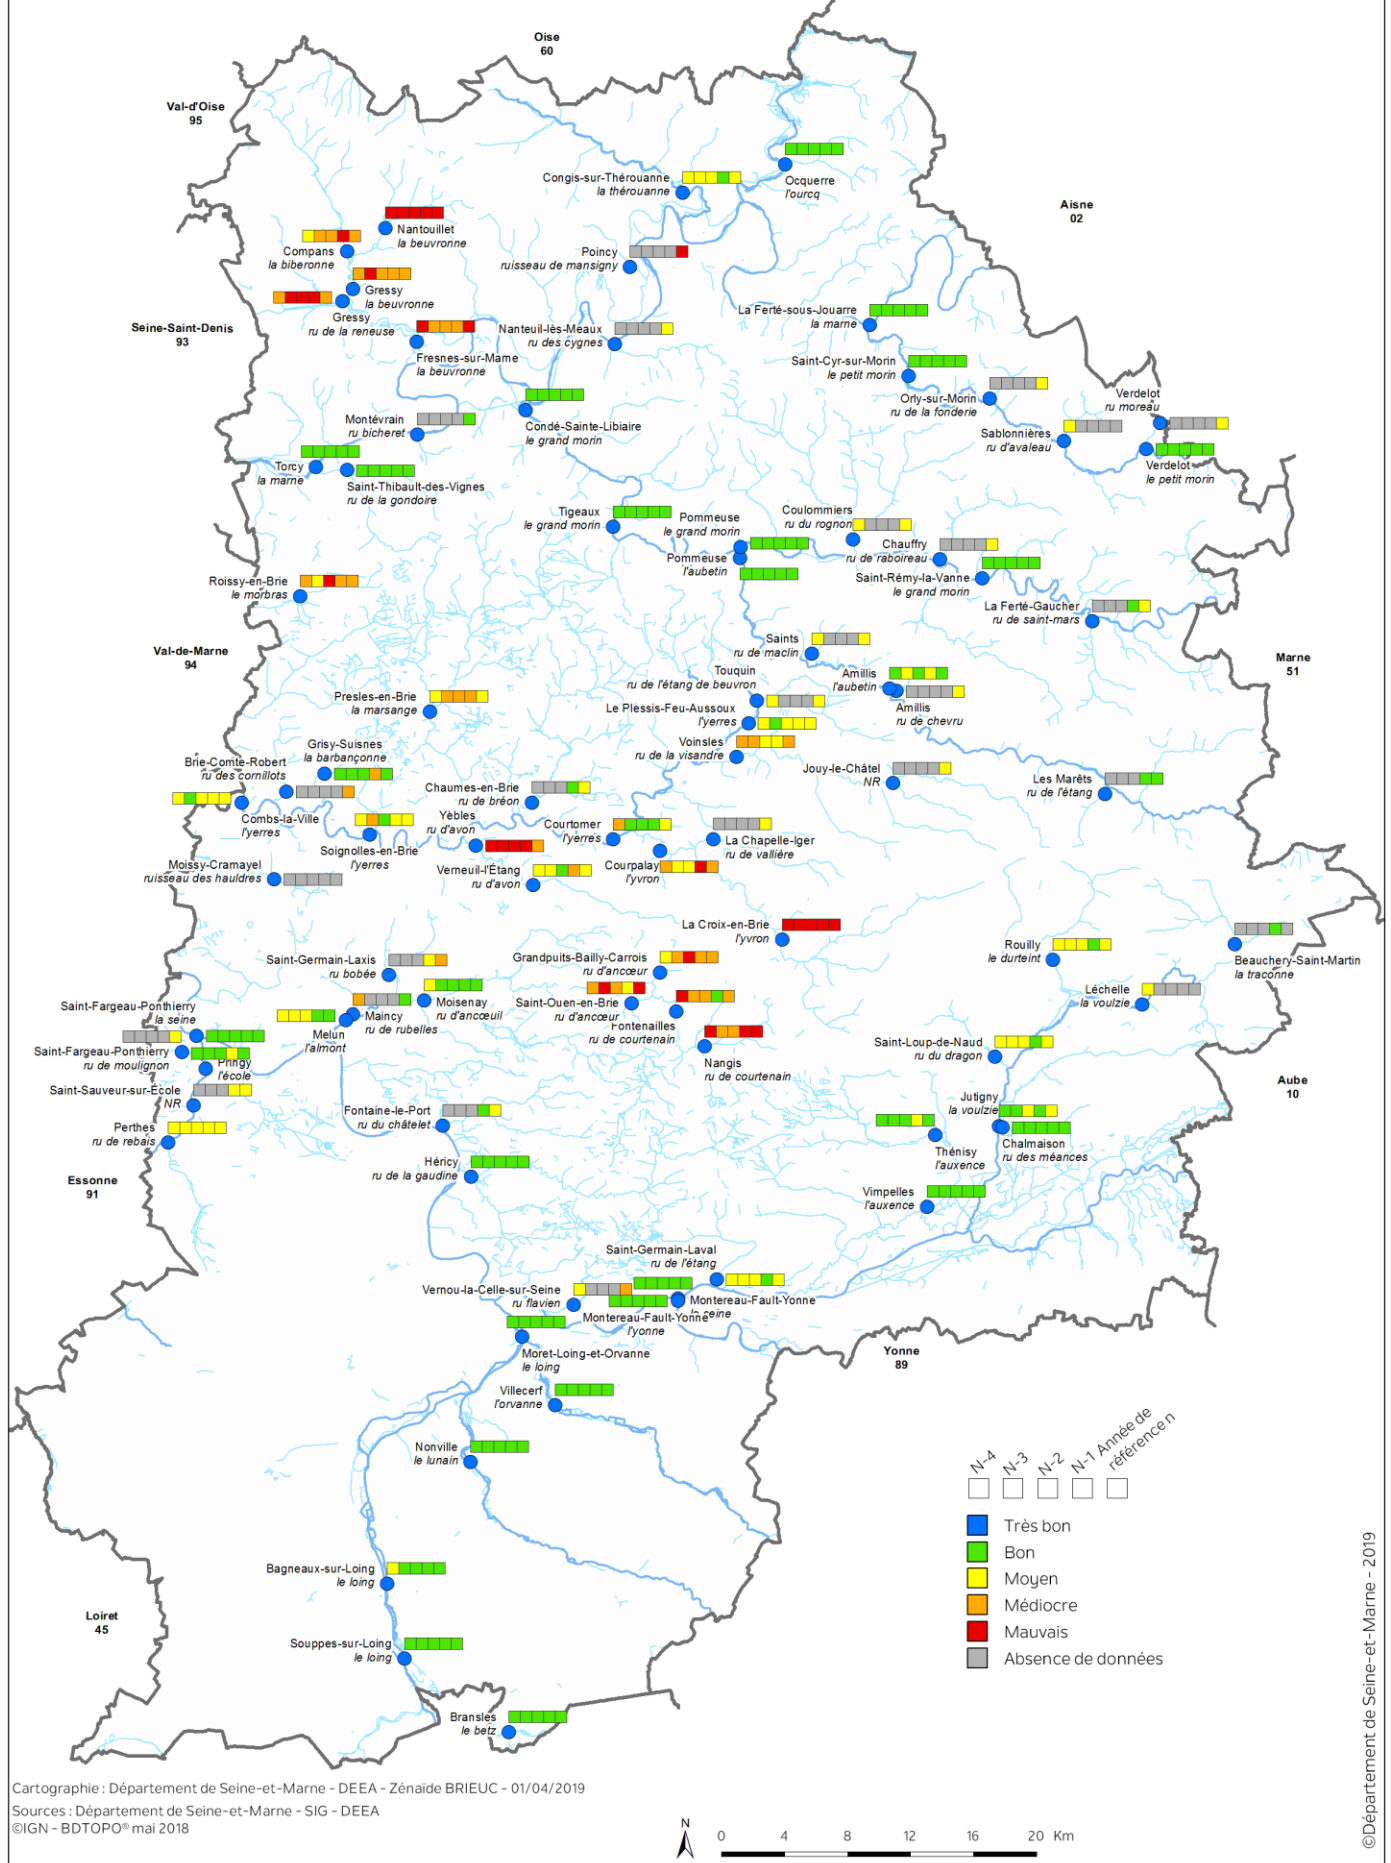 Oise
60
Val-d'Oise
95
Ocquerre
l'ourcq
Congis-sur-Thérouanne
la thérouanne
Aisne
02
Nantouillet
la beuvronne
Compans
la biberonne
Poincy
ruisseau de mansigny
Gressy
la beuvronne
Gressy
ru de la reneuse
La Ferté-sous-Jouarre
la marne
Seine-Saint-Denis
93
Nanteuil-lès-Meaux
ru des cygnes
Fresnes-sur-Marne
la beuvronne
Saint-Cyr-sur-Morin
le petit morin
Orly-sur-Morin
ru de la fonderie
Verdelot
ru moreau
Montévrain
ru bicheret
Condé-Sainte-Libiaire
le grand morin
Sablonnières
ru d'avaleau
Verdelot
le petit morin
Torcy
la marne
Saint-Thibault-des-Vignes
ru de la gondoire
Tigeaux
le grand morin
Pommeuse
le grand morin
Coulommiers
ru du rognon
Pommeuse
l'aubetin
Chauffry
ru de raboireau
Saint-Rémy-la-Vanne
le grand morin
Roissy-en-Brie
le morbras
La Ferté-Gaucher
ru de saint-mars
Val-de-Marne
94
Saints
ru de maclin
Marne
51
Touquin
ru de l'étang de beuvron
Amillis
l'aubetin
Amillis
ru de chevru
Presles-en-Brie
la marsange
Le Plessis-Feu-Aussoux
l'yerres
Voinsles
ru de la visandre
Grisy-Suisnes
la barbançonne
Brie-Comte-Robert
ru des cornillots
Jouy-le-Châtel
NR
Les Marêts
ru de l'étang
Chaumes-en-Brie
ru de bréon
Combs-la-Ville
l'yerres
Yèbles
ru d'avon
Courtomer
l'yerres
La Chapelle-Iger
ru de vallière
Soignolles-en-Brie
l'yerres
Moissy-Cramayel
ruisseau des hauldres
Verneuil-l'Étang
ru d'avon
Courpalay
l'yvron
La Croix-en-Brie
l'yvron
Rouilly
le durteint
Beauchery-Saint-Martin
la traconne
Saint-Germain-Laxis
ru bobée
Grandpuits-Bailly-Carrois
ru d'ancœur
Léchelle
la voulzie
Saint-Fargeau-Ponthierry
la seine
Moisenay
ru d'ancœuil
Saint-Ouen-en-Brie
ru d'ancœur
Maincy
ru de rubelles
Melun
l'almont
Fontenailles
ru de courtenain
Saint-Fargeau-Ponthierry
ru de moulignon
Pringy
l'école
Nangis
ru de courtenain
Saint-Loup-de-Naud
ru du dragon
Saint-Sauveur-sur-École
NR
Aube
10
Fontaine-le-Port
ru du châtelet
Jutigny
la voulzie
Perthes
ru de rebais
Chalmaison
ru des méances
Thénisy
l'auxence
Héricy
ru de la gaudine
Essonne
91
Vimpelles
l'auxence
Saint-Germain-Laval
ru de l'étang
Vernou-la-Celle-sur-Seine
ru flavien
Montereau-Fault-Yonne
la seine
Montereau-Fault-Yonne
l'yonne
Moret-Loing-et-Orvanne
le loing
Yonne
89
Villecerf
l'orvanne
Nonville
le lunain
N-4
N-3
N-2
N-1
Année de
référence n
Très bon
Bon
Moyen
Médiocre
Mauvais
Absence de données
Bagneaux-sur-Loing
le loing
Loiret
45
Souppes-sur-Loing
le loing
Bransles
le betz
©Département de Seine-et-Marne - 2019
Cartographie : Département de Seine-et-Marne - DEEA - Zénaïde BRIEUC - 01/04/2019
Sources : Département de Seine-et-Marne - SIG - DEEA
©IGN - BDTOPO® mai 2018
N
0 4 8 12 16 20 Km